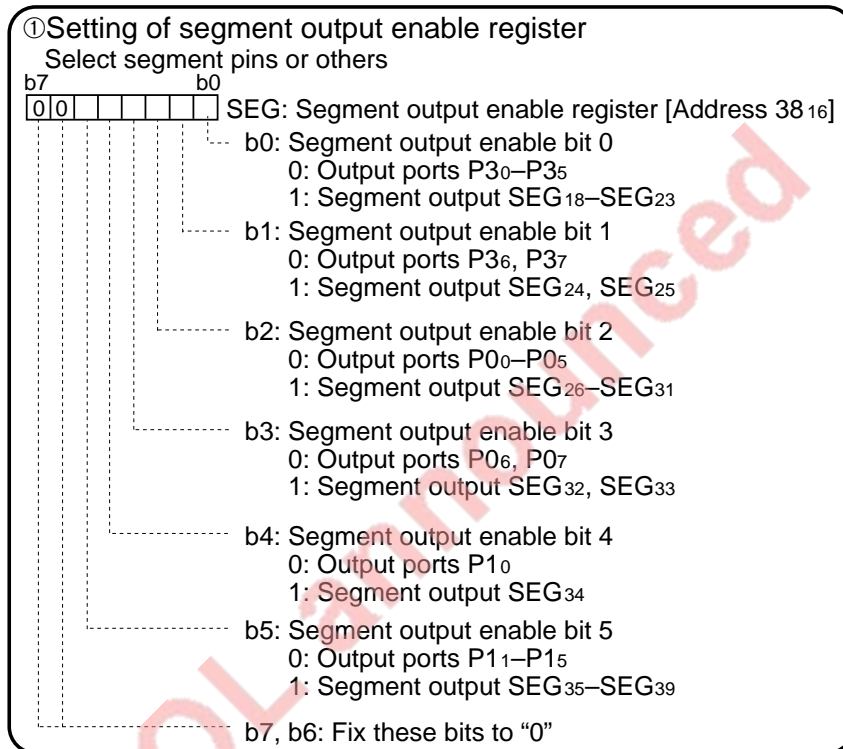 ①Setting of segment output enable register
Select segment pins or others
b7 b0
0 0 SEG: Segment output enable register [Address 3816]
b0: Segment output enable bit 0
0: Output ports P30–P35
1: Segment output SEG18–SEG23
b1: Segment output enable bit 1
0: Output ports P36, P37
1: Segment output SEG24, SEG25
b2: Segment output enable bit 2
0: Output ports P00–P05
1: Segment output SEG26–SEG31
b3: Segment output enable bit 3
0: Output ports P06, P07
1: Segment output SEG32, SEG33
b4: Segment output enable bit 4
0: Output ports P10
1: Segment output SEG34
b5: Segment output enable bit 5
0: Output ports P11–P15
1: Segment output SEG35–SEG39
b7, b6: Fix these bits to “0”
OL announced